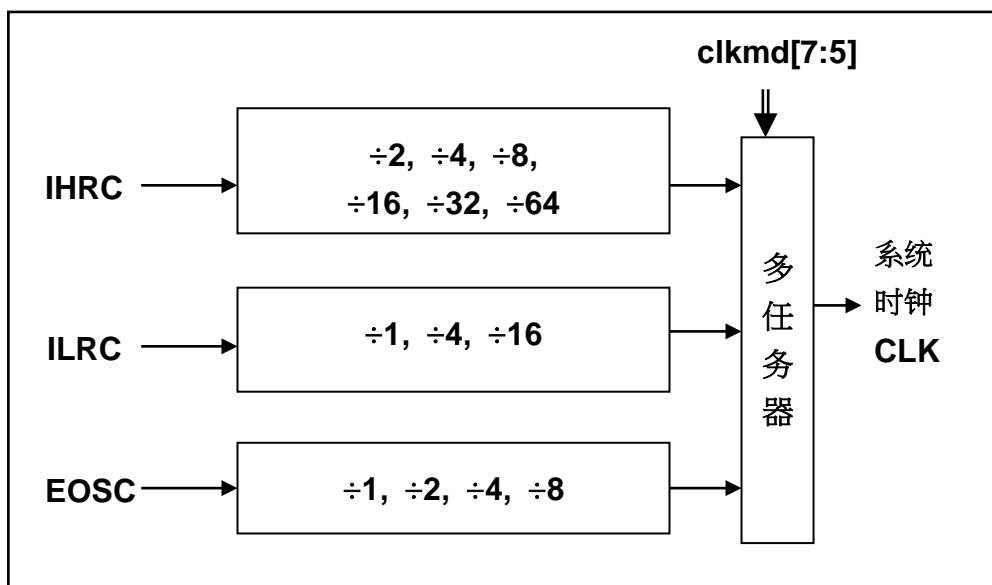 clkmd[7:5]
IHRC
÷2, ÷4, ÷8,
÷16, ÷32, ÷64
ILRC
÷1, ÷4, ÷16
EOSC
÷1, ÷2, ÷4, ÷8
多
任
务
器
系统
时钟
CLK